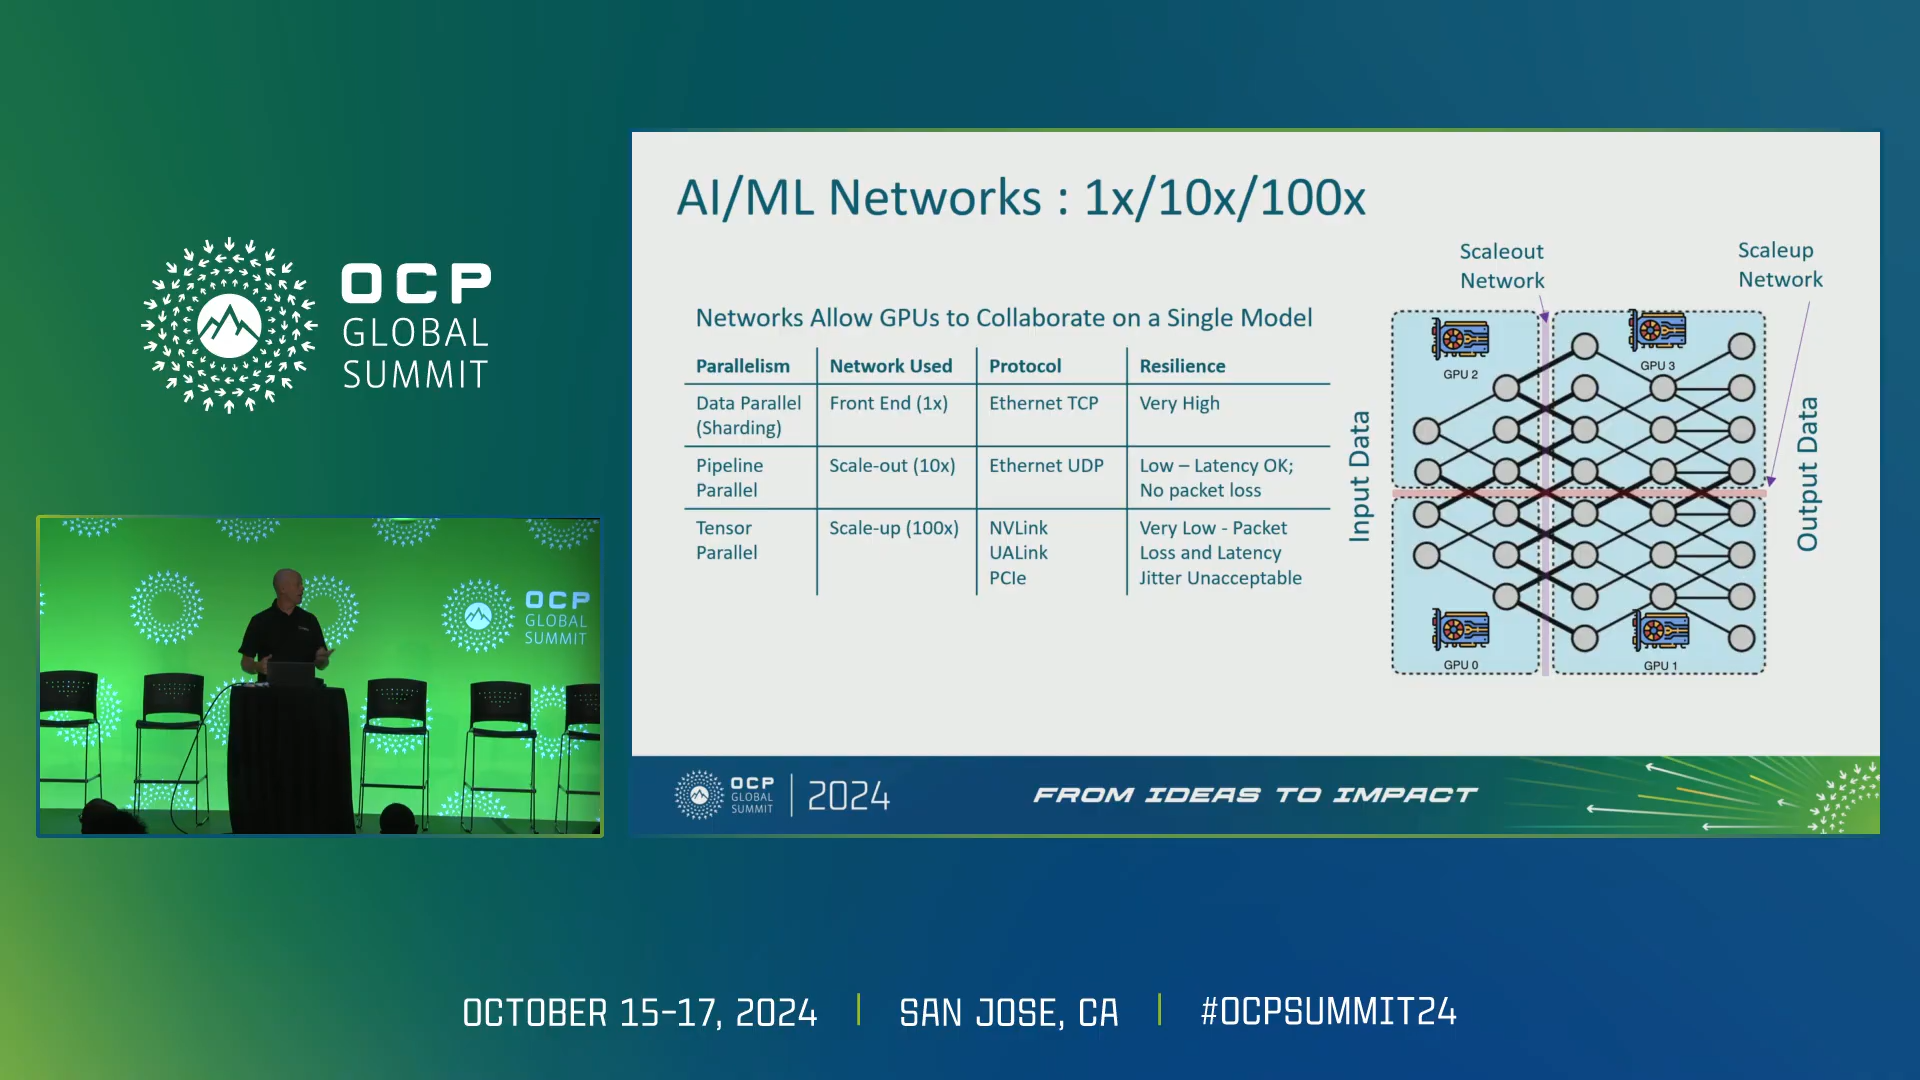 OCP
GLOBAL
SUMMIT
OCP
GLOBAL
SUMMIT
AI/ML Networks : 1x/10x/100x
Networks Allow GPUs to Collaborate on a Single Model
Parallelism Network Used Protocol Resilience
Data Parallel Front End (1x) Ethernet TCP Very High
(Sharding)
Pipeline Scale-out (10x) Ethernet UDP Low – Latency OK;
Parallel No packet loss
Tensor Scale-up (100x) NVLink Very Low - Packet
Parallel UALink Loss and Latency
PCIe Jitter Unacceptable
Scaleout
Network
Scaleup
Network
GPU 2
GPU 3
Input Data
Output Data
GPU 0
GPU 1
OCP
GLOBAL
SUMMIT
2024
FROM IDEAS TO IMPACT
OCTOBER 15-17, 2024 | SAN JOSE, CA | #OCPSUMMIT24